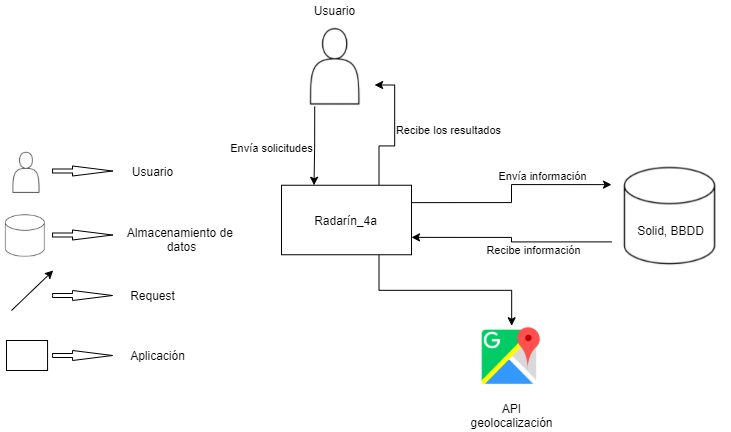 Usuario
Envía solicitudes
Recibe los resultados
Radarín_4a
Envía información
Recibe información
Solid, BBDD
G
API
geolocalización
Usuario
Almacenamiento de
datos
Request
Aplicación